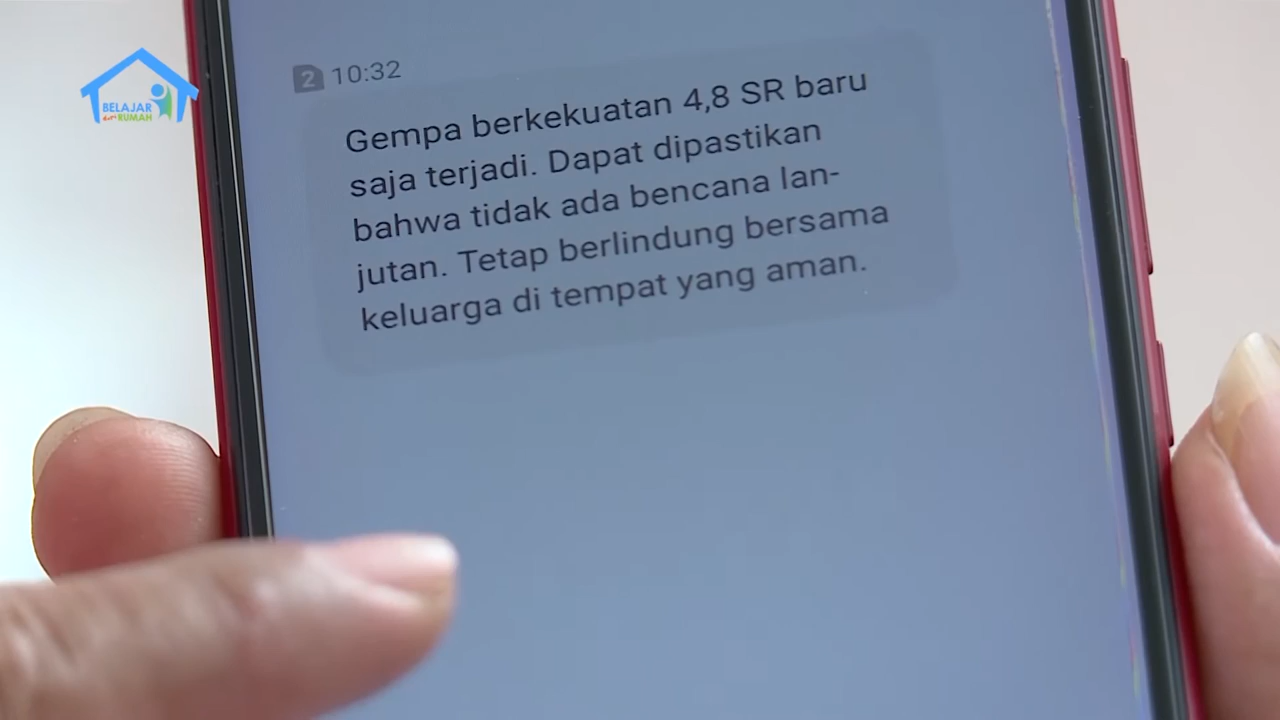 BELAJAR
dari RUMAH
2 10:32
Gempa berkekuatan 4,8 SR baru
saja terjadi. Dapat dipastikan
bahwa tidak ada bencana lan-
jutan. Tetap berlindung bersama
keluarga di tempat yang aman.